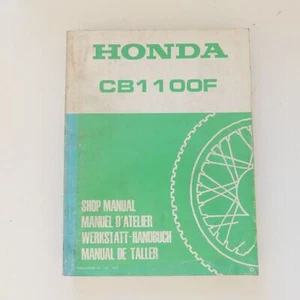 HONDA
CB1100F
SHOP MANUAL
MANUEL D'ATELIER
WERKSTATT-HANDBUCH
MANUAL DE TALLER